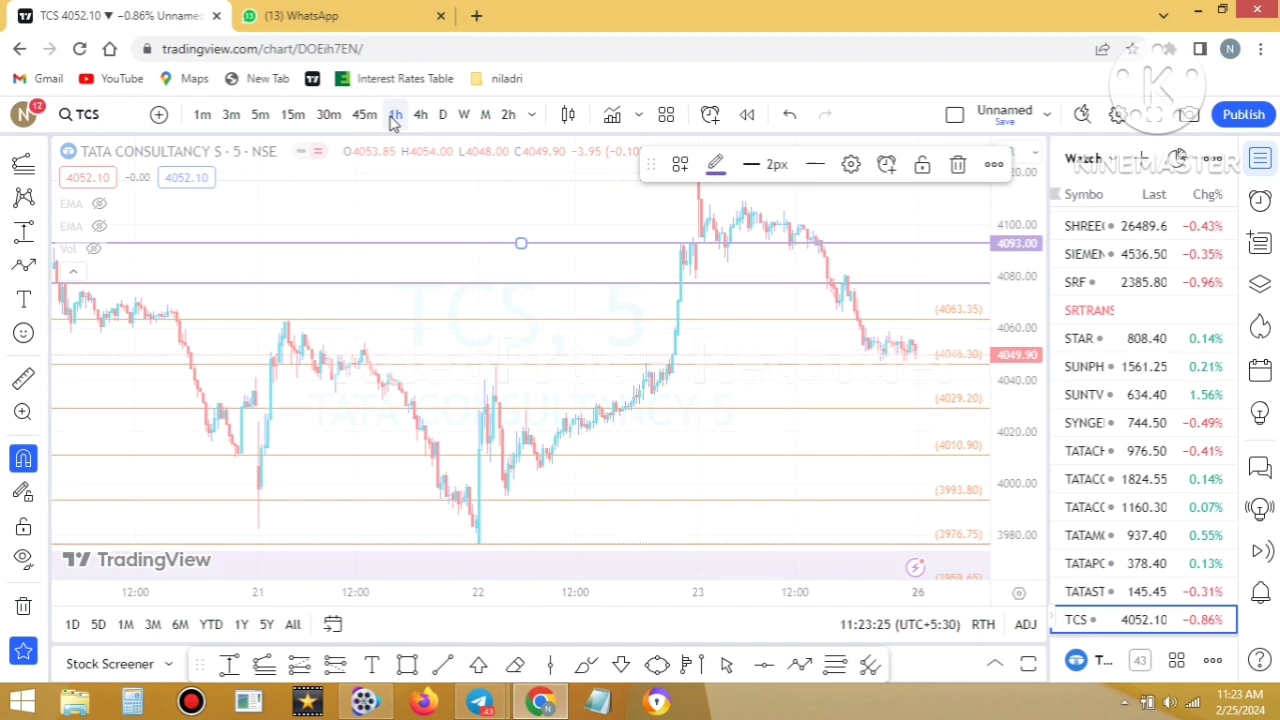 TCS 4052.10 ▼ −0.86% Unnamed
(13) WhatsApp
tradingview.com/chart/DOEih7EN/
N
Gmail
YouTube
Maps
New Tab
Interest Rates Table
niladri
N
12
TCS
1m 3m 5m 15m 30m 45m 1h 4h D W M 2h
Unnamed
Save
Publish
K
KINEMASTER
TATA CONSULTANCY S · 5 · NSE
O4053.85 H4054.00 L4048.00 C4049.90 −3.95 (−0.10
4052.10 −0.00 4052.10
2px
EMA
EMA
Vol
TCS, 5
TATA CONSULTANCY S
(4063.35)
(4046.30)
(4029.20)
(4010.90)
(3993.80)
(3976.75)
(3959.65)
4100.00
4093.00
4080.00
4060.00
4049.90
4040.00
4020.00
4000.00
3980.00
TradingView
12:00 21 12:00 22 12:00 23 12:00 26
1D 5D 1M 3M 6M YTD 1Y 5Y All
11:23:25 (UTC+5:30) RTH ADJ
Stock Screener
Symbo Last Chg%
SHREEC 26489.6 −0.43%
SIEMEN 4536.50 −0.35%
SRF 2385.80 −0.96%
SRTRANS
STAR 808.40 0.14%
SUNPH 1561.25 0.21%
SUNTV 634.40 1.56%
SYNGE 744.50 −0.49%
TATACH 976.50 −0.41%
TATACC 1824.55 0.14%
TATACC 1160.30 0.07%
TATAMC 937.40 0.55%
TATAPC 378.40 0.13%
TATAST 145.45 −0.31%
TCS 4052.10 −0.86%
T... 43
11:23 AM
2/25/2024